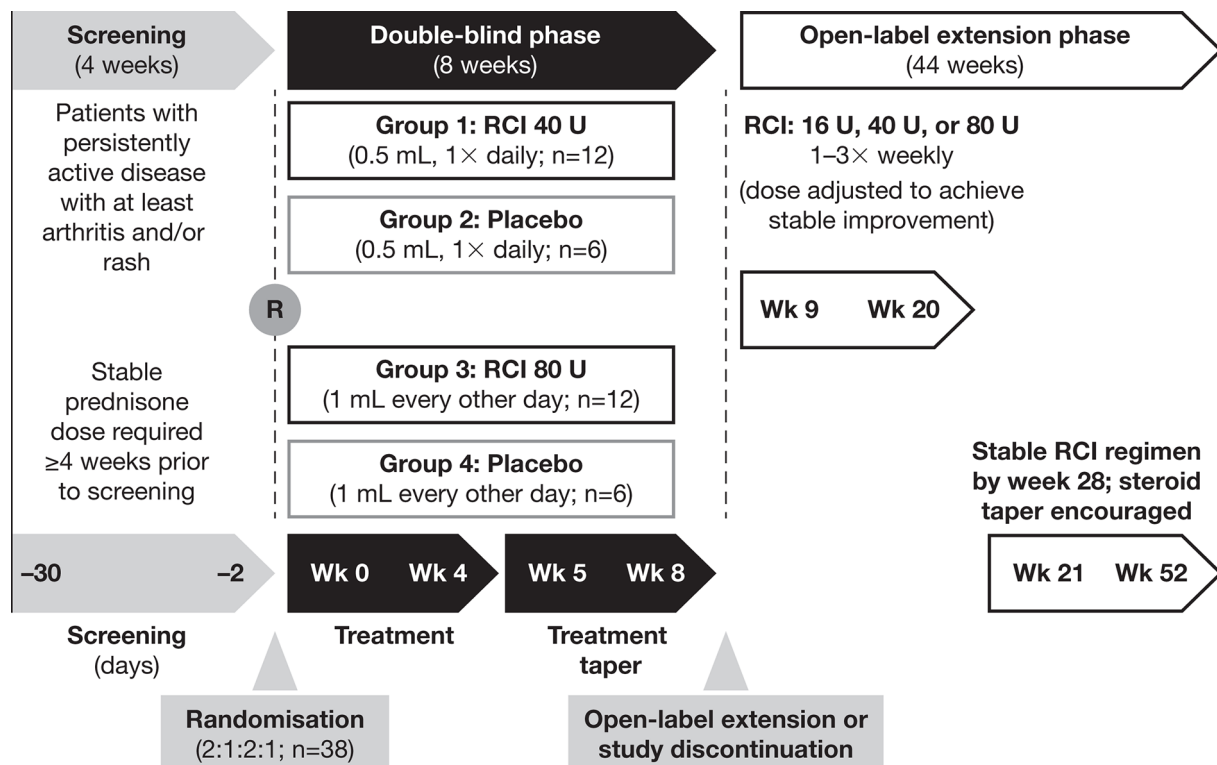 Screening
(4 weeks)
Double-blind phase
(8 weeks)
Open-label extension phase
(44 weeks)
Patients with
persistently
active disease
with at least
arthritis and/or
rash
Group 1: RCI 40 U
(0.5 mL, 1× daily; n=12)
Group 2: Placebo
(0.5 mL, 1× daily; n=6)
RCI: 16 U, 40 U, or 80 U
1–3× weekly
(dose adjusted to achieve
stable improvement)
R
Wk 9 Wk 20
Stable
prednisone
dose required
≥4 weeks prior
to screening
Group 3: RCI 80 U
(1 mL every other day; n=12)
Group 4: Placebo
(1 mL every other day; n=6)
Stable RCI regimen
by week 28; steroid
taper encouraged
–30 –2
Wk 0 Wk 4
Wk 5 Wk 8
Wk 21 Wk 52
Screening
(days)
Treatment
Treatment
taper
Randomisation
(2:1:2:1; n=38)
Open-label extension or
study discontinuation